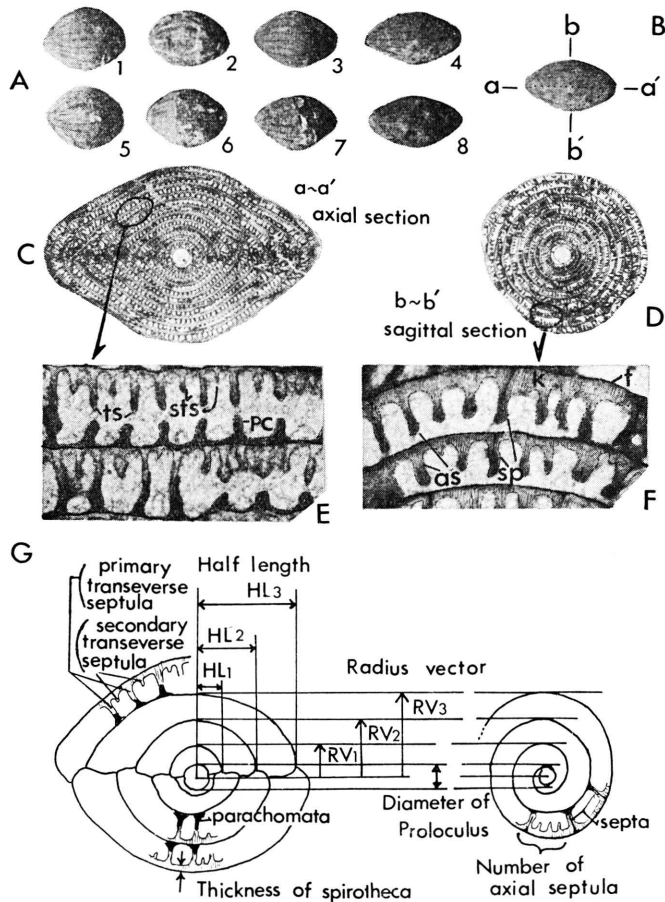 A
1
2
3
4
5
6
7
8
B
b
a
a′
b′
C
a~a′
axial section
D
b~b′
sagittal section
E
ts
sts
pc
F
k
f
as
sp
G
primary
transeverse
septula
secondary
transeverse
septula
Half length
HL3
HL2
HL1
Radius vector
RV3
RV2
RV1
parachomata
Thickness of spirotheca
Diameter of
Proloculus
septa
Number of
axial septula